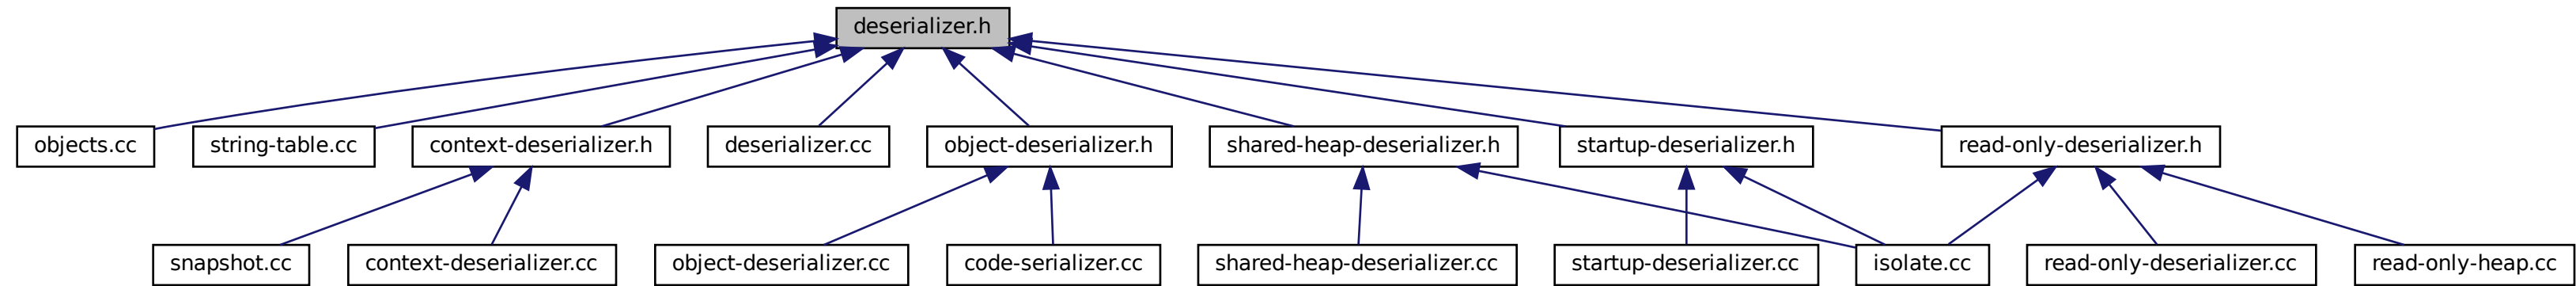 deserializer.h
objects.cc
string-table.cc
context-deserializer.h
deserializer.cc
object-deserializer.h
shared-heap-deserializer.h
startup-deserializer.h
read-only-deserializer.h
snapshot.cc
context-deserializer.cc
object-deserializer.cc
code-serializer.cc
shared-heap-deserializer.cc
startup-deserializer.cc
isolate.cc
read-only-deserializer.cc
read-only-heap.cc